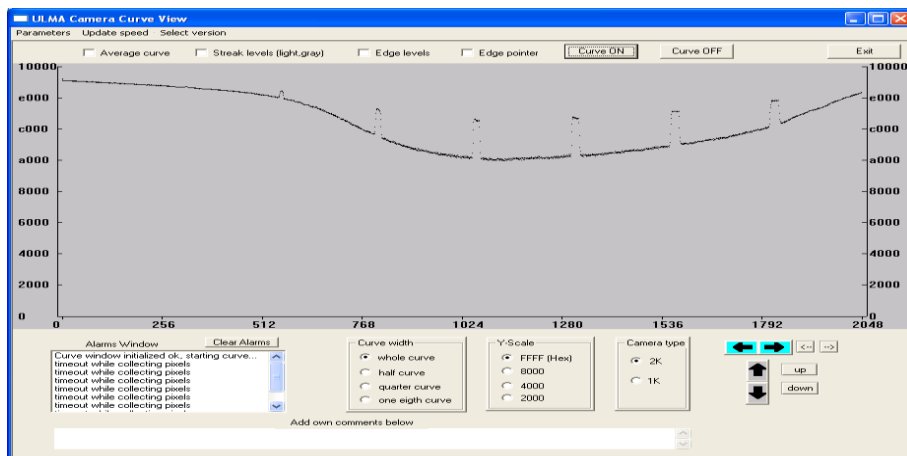 ULMA Camera Curve View
Parameters Update speed Select version
Average curve Streak levels (light,gray) Edge levels Edge pointer Curve ON Curve OFF Exit
10000 10000
e000 e000
c000 c000
a000 a000
8000 8000
6000 6000
4000 4000
2000 2000
0 0
0 256 512 768 1024 1280 1536 1792 2048
Alarms Window Clear Alarms
Curve window initialized ok, starting curve...
timeout while collecting pixels
timeout while collecting pixels
timeout while collecting pixels
timeout while collecting pixels
timeout while collecting pixels
timeout while collecting pixels
Curve width
whole curve
half curve
quarter curve
one eigth curve
Y-Scale
FFFF (Hex)
8000
4000
2000
Camera type
2K
1K
<-- -->
up
down
Add own comments below